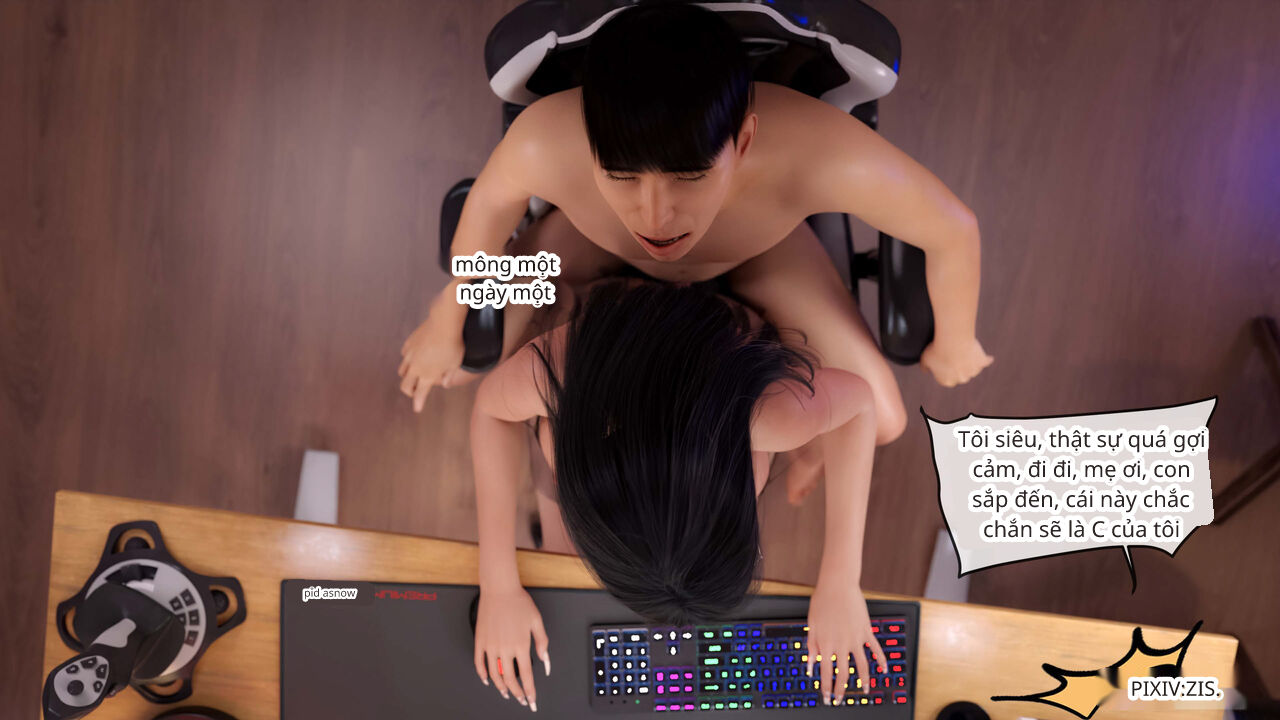 mông một
ngày một
Tôi siêu, thật sự quá gợi
cảm, đi đi, mẹ ơi, con
sắp đến, cái này chắc
chắn sẽ là C của tôi
pid asnow
PIXIV:ZIS.